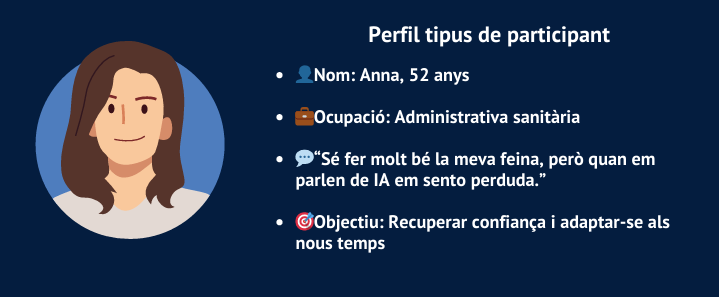 Perfil tipus de participant
• 👤Nom: Anna, 52 anys
• 💼Ocupació: Administrativa sanitària
• 💬“Sé fer molt bé la meva feina, però quan em
parlen de IA em sento perduda.”
• 🎯Objectiu: Recuperar confiança i adaptar-se als
nous temps